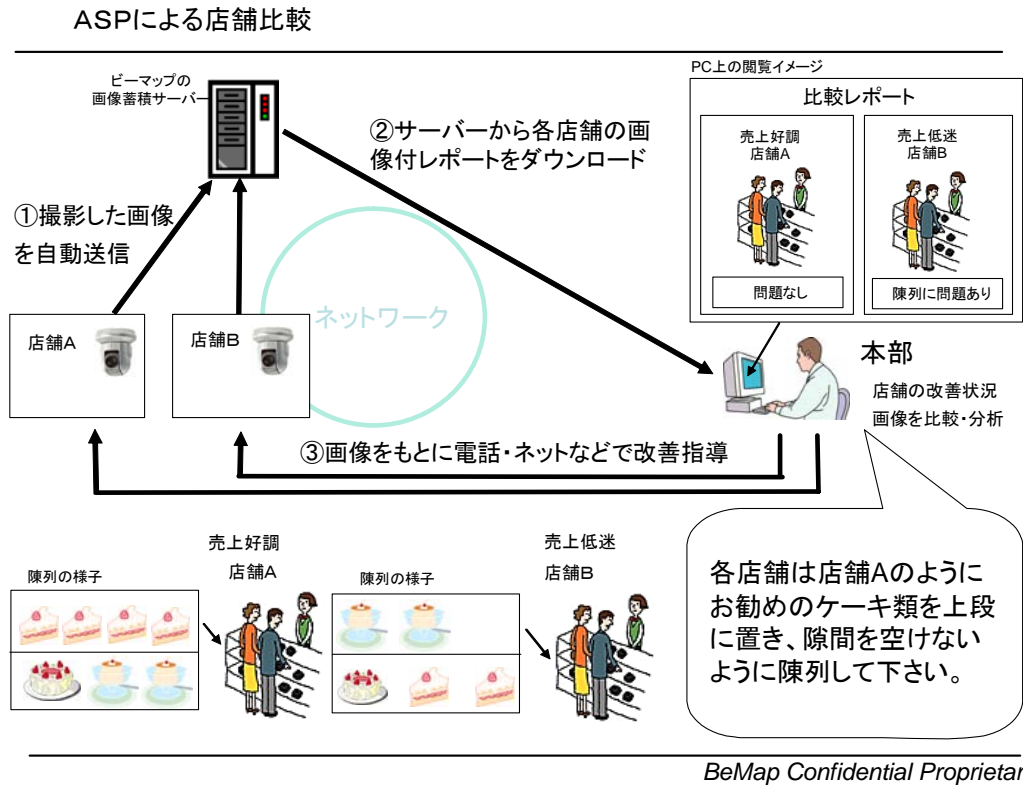 ASPによる店舗比較
ビーマップの
画像蓄積サーバー
PC上の閲覧イメージ
比較レポート
売上好調
店舗A
売上低迷
店舗B
問題なし
陳列に問題あり
②サーバーから各店舗の画
像付レポートをダウンロード
①撮影した画像
を自動送信
ネットワーク
店舗A
店舗B
本部
店舗の改善状況
画像を比較・分析
③画像をもとに電話・ネットなどで改善指導
売上好調
店舗A
陳列の様子
売上低迷
店舗B
陳列の様子
各店舗は店舗Aのように
お勧めのケーキ類を上段
に置き、隙間を空けない
ように陳列して下さい。
BeMap Confidential Proprietar